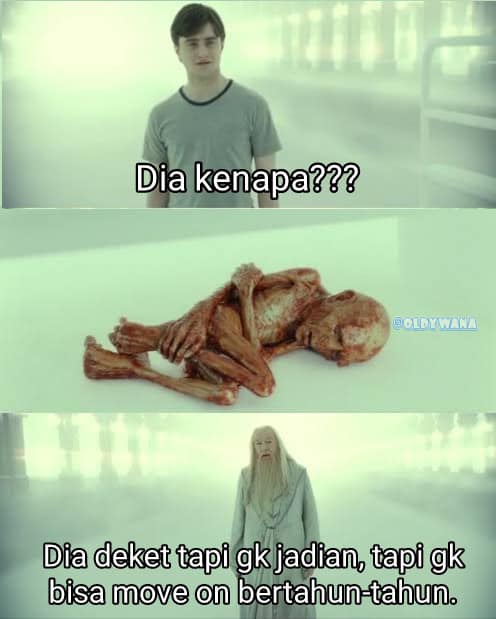 Dia kenapa???
@OLDYWANA
Dia deket tapi gk jadian, tapi gk
bisa move on bertahun-tahun.